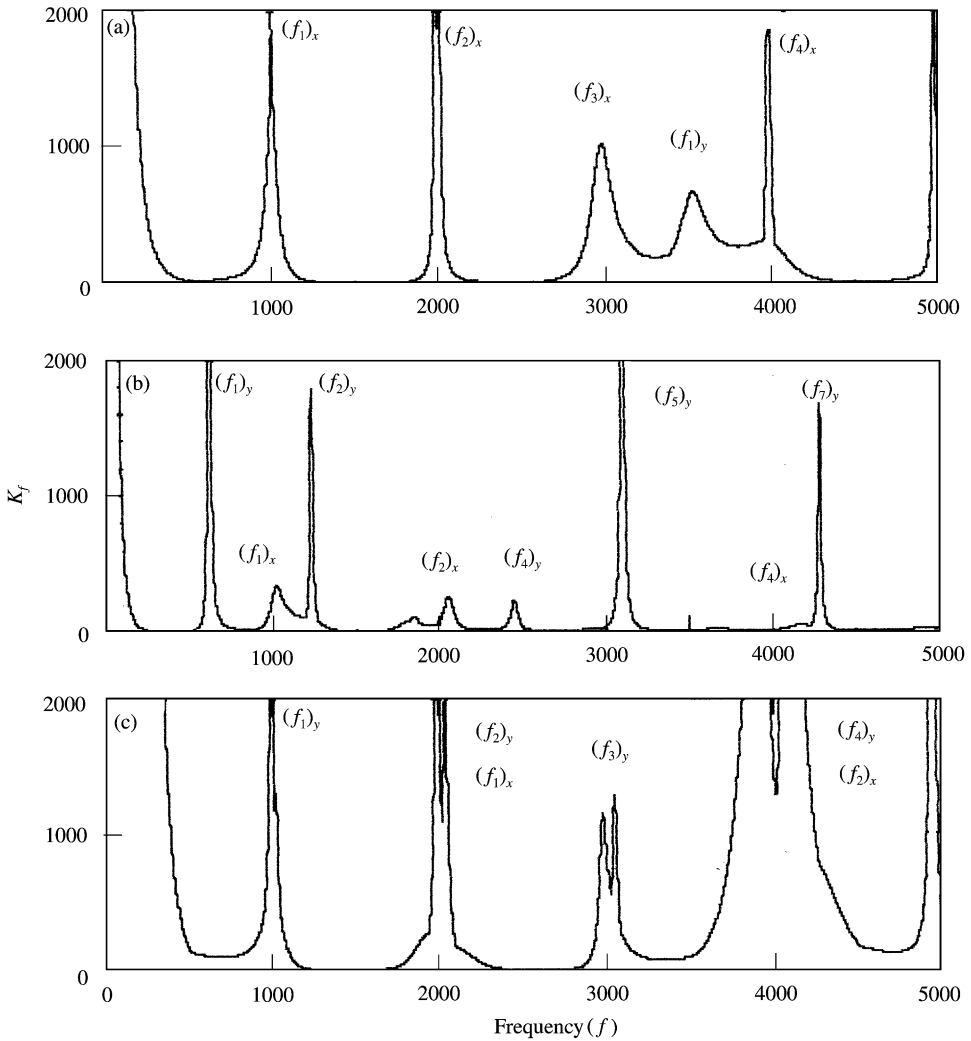 2000 (a) (f1)x (f2)x (f4)x
(f3)x
(f1)y
1000
0
1000 2000 3000 4000 5000
2000 (b) (f1)y (f2)y (f5)y (f7)y
Kf 1000
(f1)x (f2)x (f4)y (f4)x
0
1000 2000 3000 4000 5000
2000 (c) (f1)y (f2)y (f3)y (f4)y
(f1)x (f2)x
1000
0
0 1000 2000 3000 4000 5000
Frequency (f)